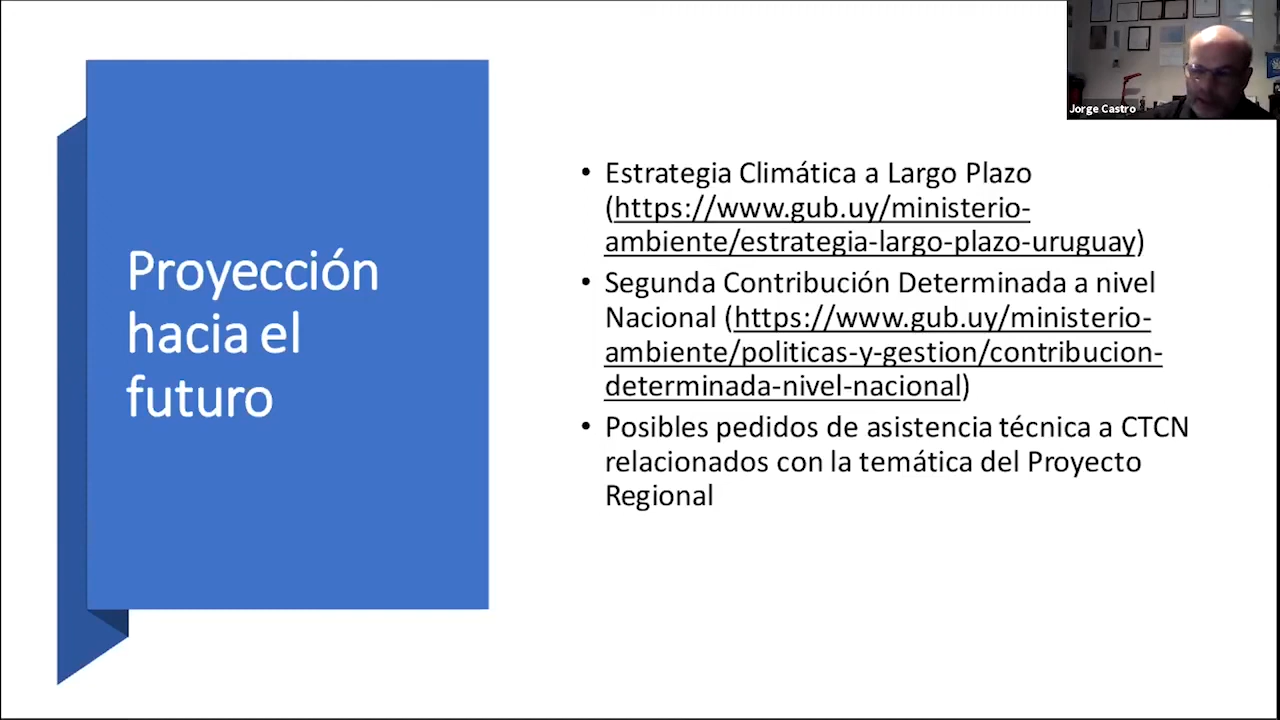 Jorge Castro
Proyección
hacia el
futuro
• Estrategia Climática a Largo Plazo
(https://www.gub.uy/ministerio-
ambiente/estrategia-largo-plazo-uruguay)
• Segunda Contribución Determinada a nivel
Nacional (https://www.gub.uy/ministerio-
ambiente/politicas-y-gestion/contribucion-
determinada-nivel-nacional)
• Posibles pedidos de asistencia técnica a CTCN
relacionados con la temática del Proyecto
Regional